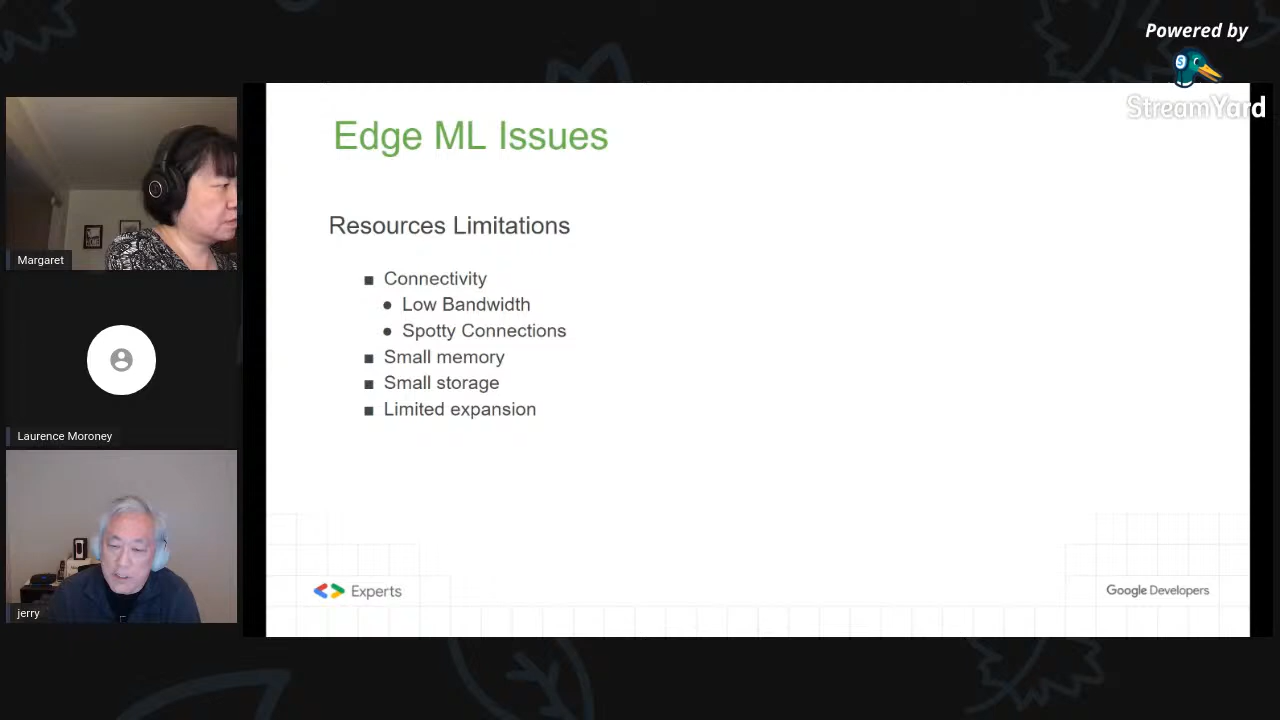 Powered by
StreamYard
Edge ML Issues
Resources Limitations
■ Connectivity
● Low Bandwidth
● Spotty Connections
■ Small memory
■ Small storage
■ Limited expansion
Experts
Google Developers
Margaret
Laurence Moroney
jerry